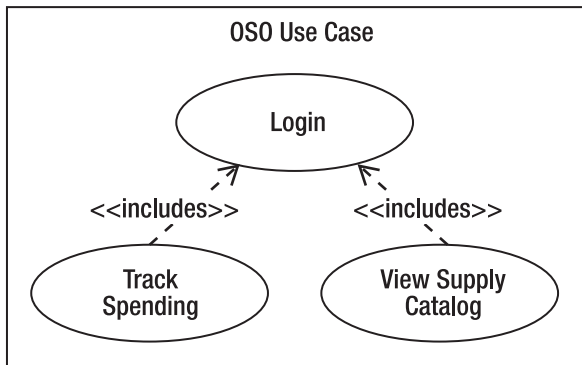 OSO Use Case
Login
<<includes>>
<<includes>>
Track
Spending
View Supply
Catalog